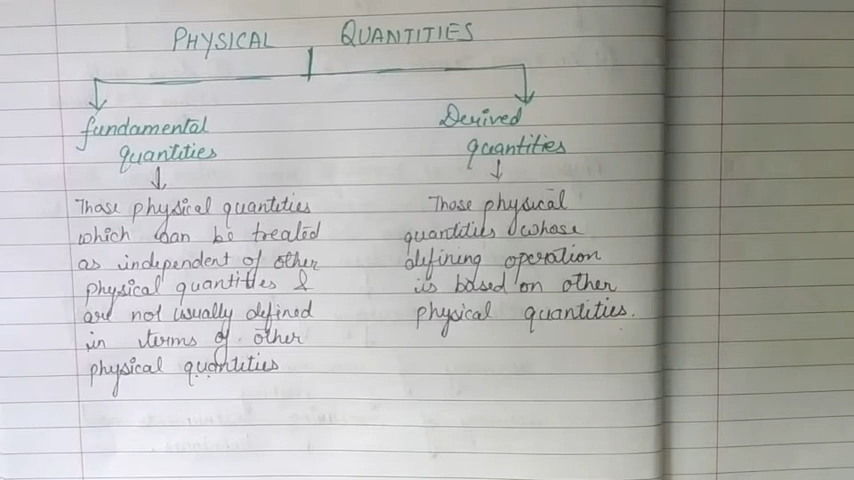 PHYSICAL QUANTITIES
fundamental
quantities
Those physical quantities
which can be treated
as independent of other
physical quantities &
are not usually defined
in terms of other
physical quantities
Derived
quantities
Those physical
quantities whose
defining operation
is based on other
physical quantities.